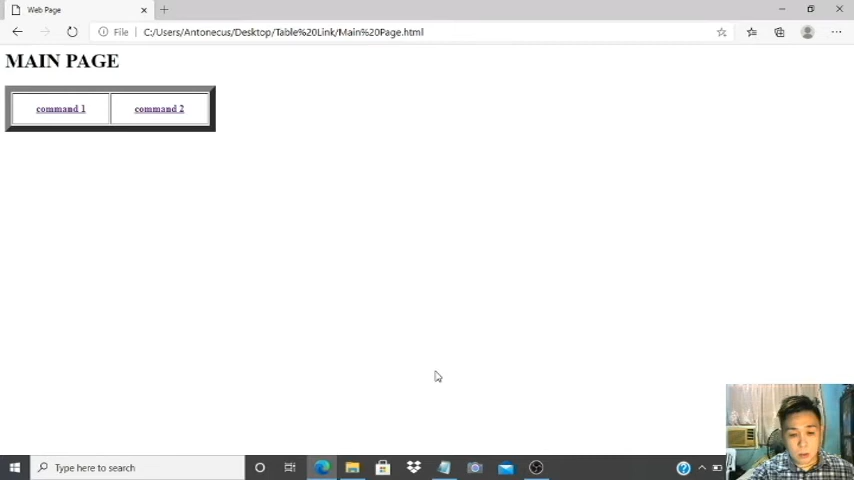 Web Page
File
C:/Users/Antonecus/Desktop/Table%20Link/Main%20Page.html
MAIN PAGE
command 1
command 2
Type here to search